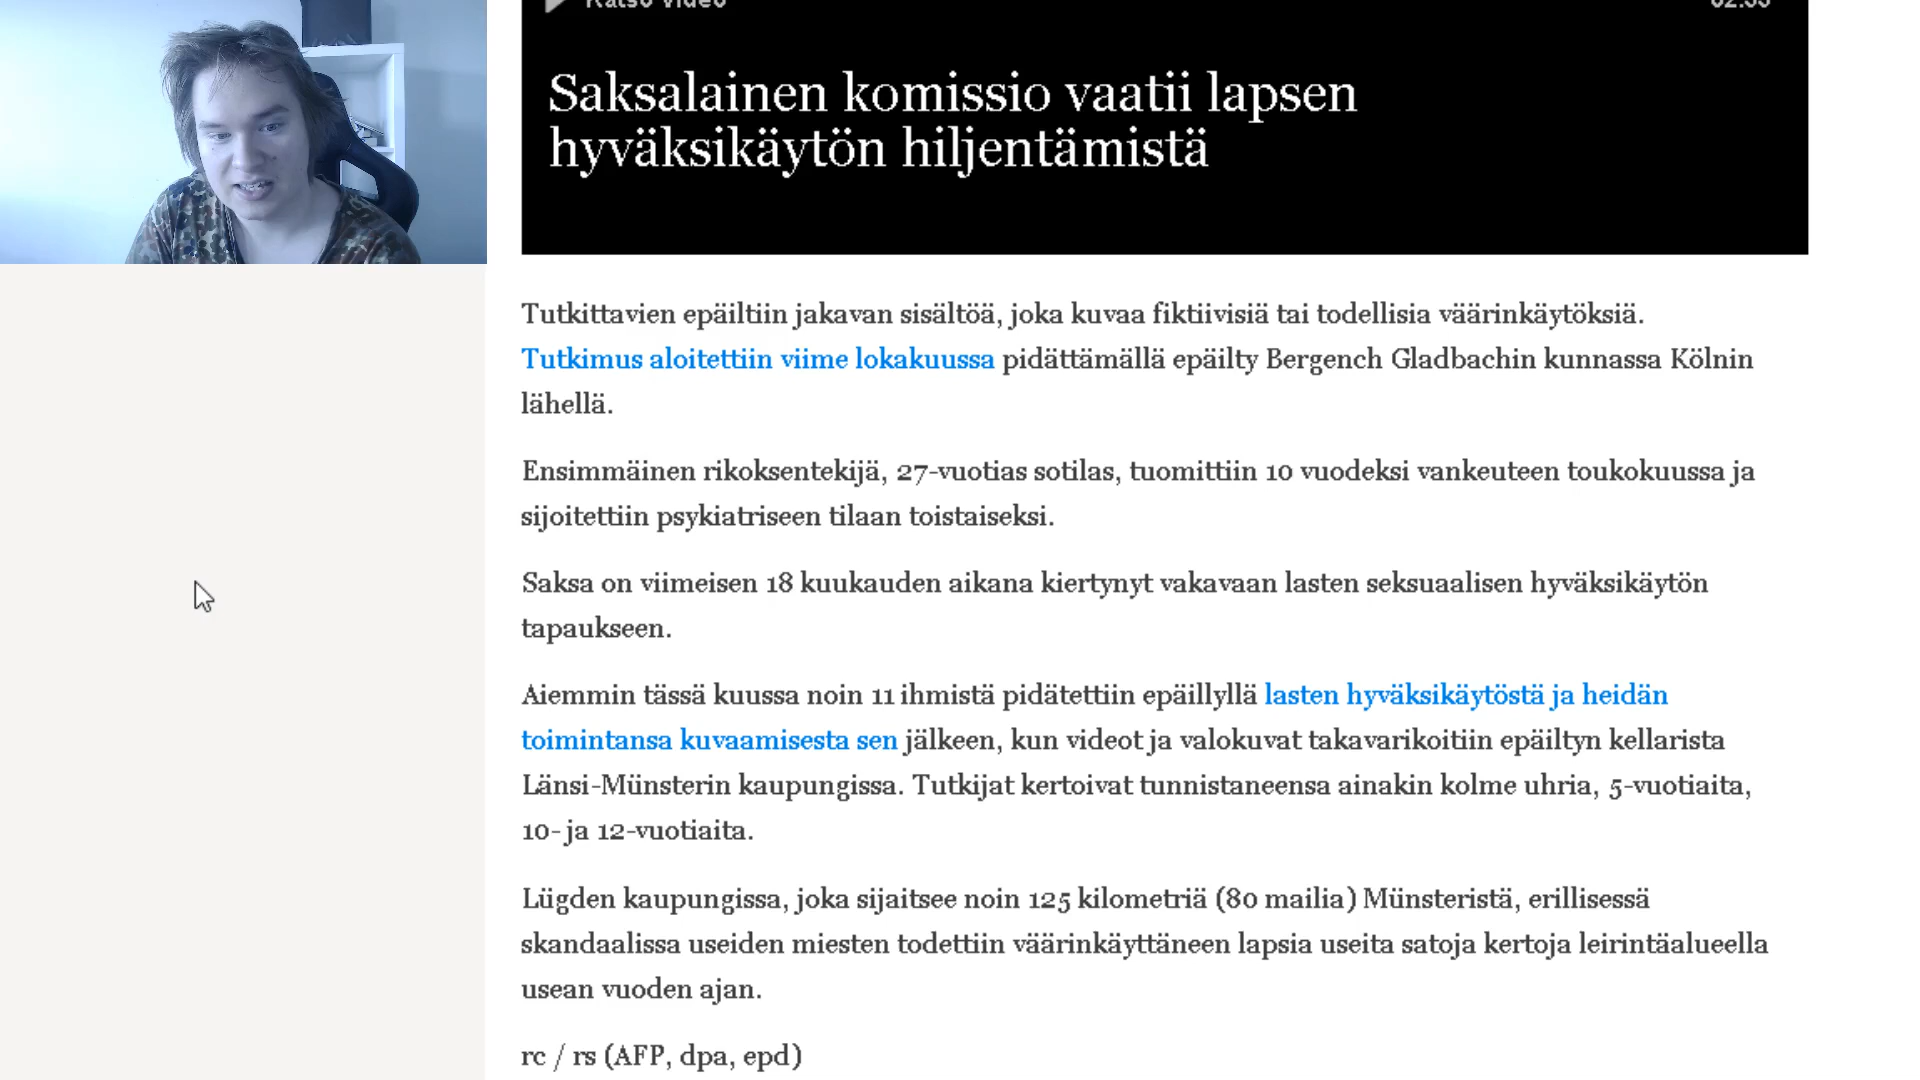 Katso video
02:33
Saksalainen komissio vaatii lapsen
hyväksikäytön hiljentämistä
Tutkittavien epäiltiin jakavan sisältöä, joka kuvaa fiktiivisiä tai todellisia väärinkäytöksiä.
Tutkimus aloitettiin viime lokakuussa pidättämällä epäilty Bergench Gladbachin kunnassa Kölnin
lähellä.
Ensimmäinen rikoksentekijä, 27-vuotias sotilas, tuomittiin 10 vuodeksi vankeuteen toukokuussa ja
sijoitettiin psykiatriseen tilaan toistaiseksi.
Saksa on viimeisen 18 kuukauden aikana kiertynyt vakavaan lasten seksuaalisen hyväksikäytön
tapaukseen.
Aiemmin tässä kuussa noin 11 ihmistä pidätettiin epäillyllä lasten hyväksikäytöstä ja heidän
toimintansa kuvaamisesta sen jälkeen, kun videot ja valokuvat takavarikoitiin epäiltyn kellarista
Länsi-Münsterin kaupungissa. Tutkijat kertoivat tunnistaneensa ainakin kolme uhria, 5-vuotiaita,
10- ja 12-vuotiaita.
Lügden kaupungissa, joka sijaitsee noin 125 kilometriä (80 mailia) Münsteristä, erillisessä
skandaalissa useiden miesten todettiin väärinkäyttäneen lapsia useita satoja kertoja leirintäalueella
usean vuoden ajan.
rc / rs (AFP, dpa, epd)